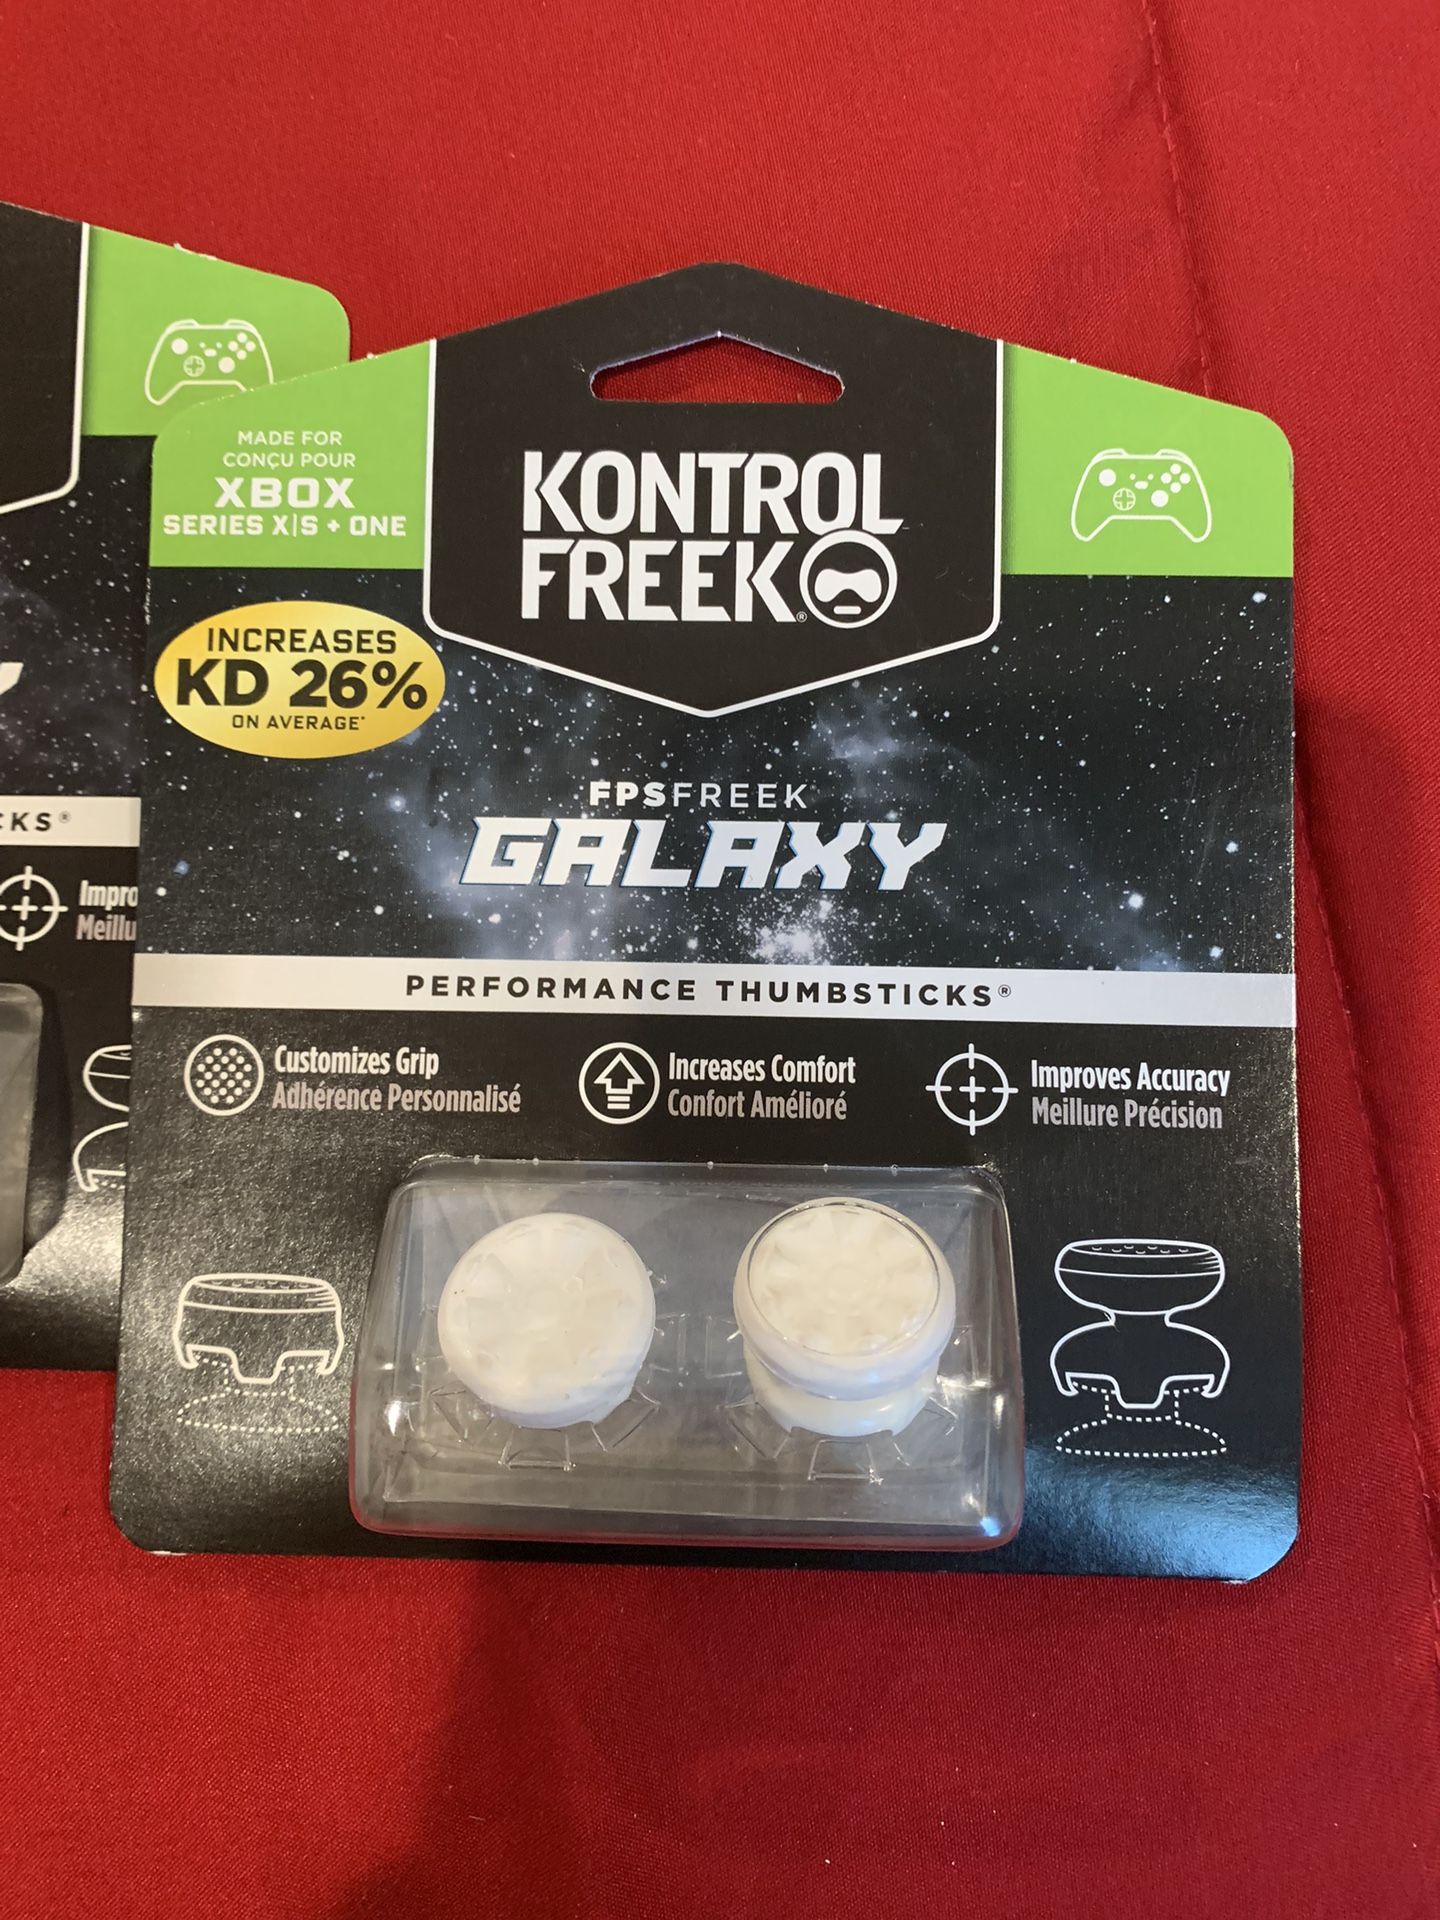 MADE FOR
CONÇU POUR
XBOX
SERIES X|S + ONE
KONTROL
FREEK®
INCREASES
KD 26%
ON AVERAGE*
FPSFREEK
GALAXY
PERFORMANCE THUMBSTICKS®
Customizes Grip
Adhérence Personnalisé
Increases Comfort
Confort Amélioré
Improves Accuracy
Meillure Précision
Y
CKS®
Impro
Meillu